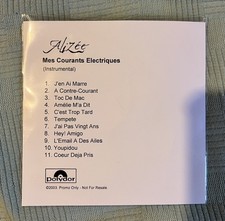 Alizée
Mes Courants Electriques
(Instrumental)
1 J'en Ai Marre
2 A Contre-Courant
3 Toc De Mac
4 Amélie M'a Dit
5 C'est Trop Tard
6 Tempete
7 J'ai Pas Vingt Ans
8 Hey! Amigo
9 L'Email A Des Ailes
10 Youpidou
11 Coeur Deja Pris
polydor
©2003. Promo Only - Not For Resale